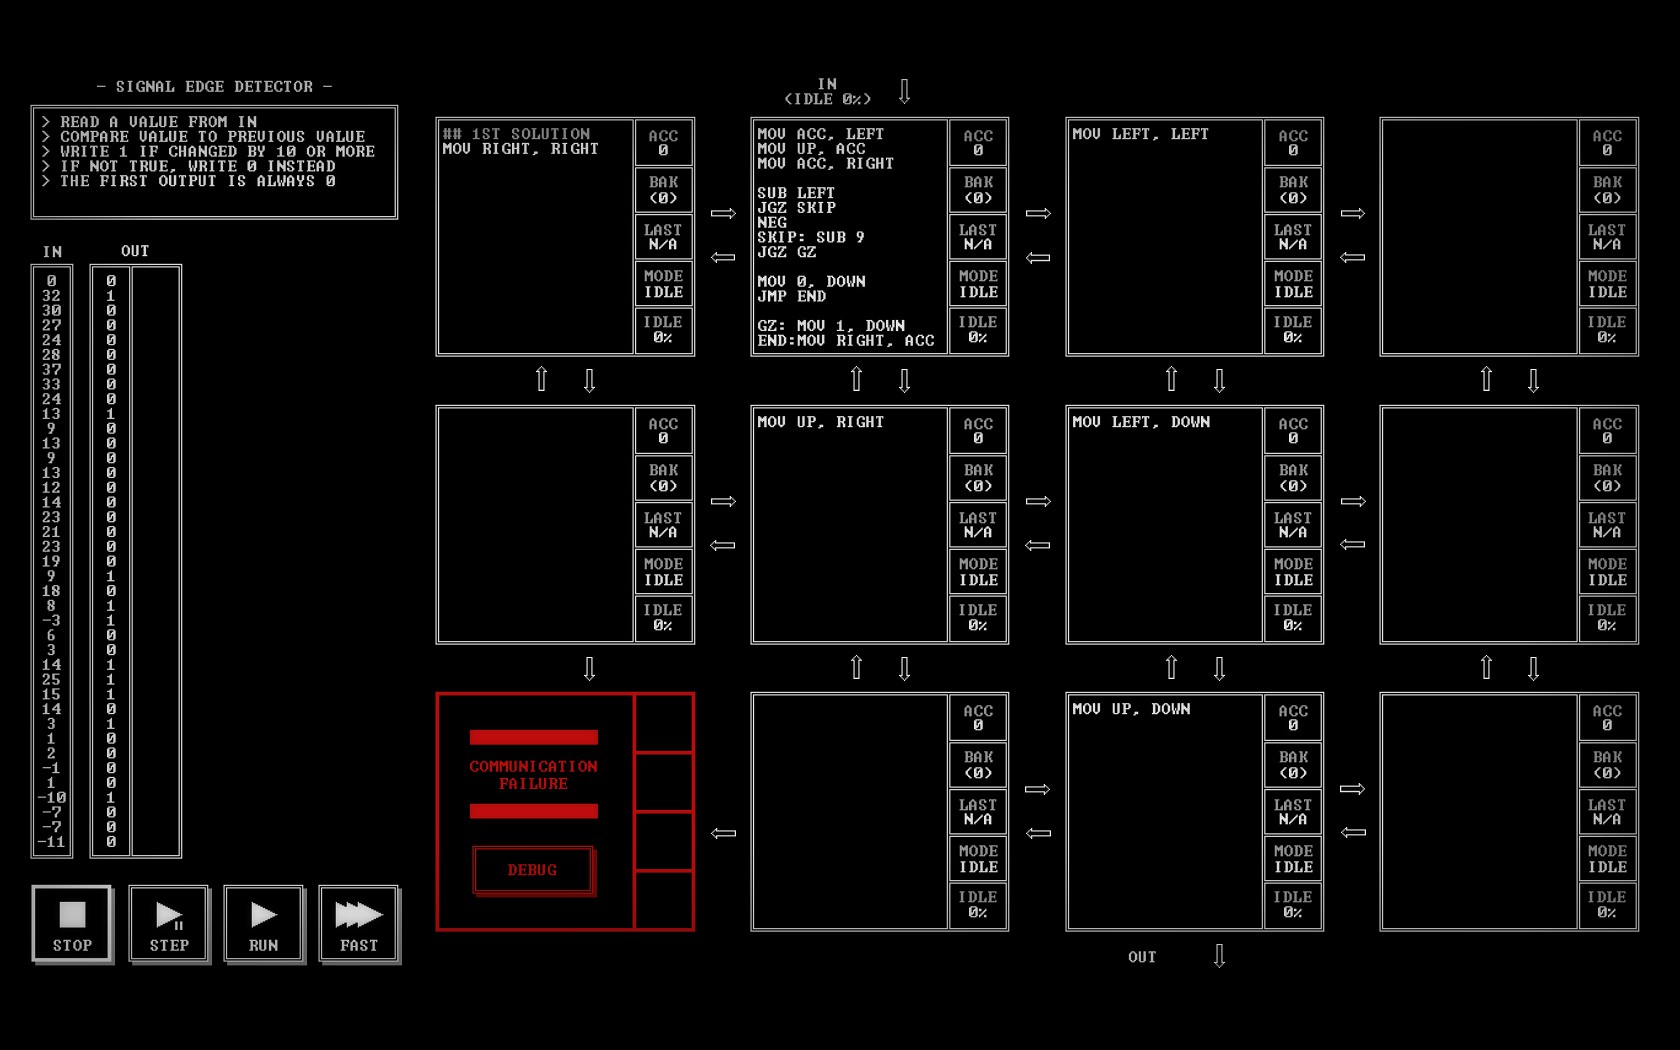 - SIGNAL EDGE DETECTOR -
> READ A VALUE FROM IN
> COMPARE VALUE TO PREVIOUS VALUE
> WRITE 1 IF CHANGED BY 10 OR MORE
> IF NOT TRUE, WRITE 0 INSTEAD
> THE FIRST OUTPUT IS ALWAYS 0
IN OUT
0 0
32 1
30 0
27 0
24 0
28 0
37 0
33 0
24 0
13 1
9 0
13 0
9 0
13 0
12 0
14 0
23 0
21 0
23 0
19 0
9 1
18 0
8 1
-3 1
6 0
3 0
14 1
25 1
15 1
14 0
3 1
1 0
2 0
-1 0
1 0
-10 1
-7 0
-7 0
-11 0
STOP
STEP
RUN
FAST
IN
(IDLE 0%)
## 1ST SOLUTION
MOV RIGHT, RIGHT
ACC
0
BAK
(0)
LAST
N/A
MODE
IDLE
IDLE
0%
MOV ACC, LEFT
MOV UP, ACC
MOV ACC, RIGHT
SUB LEFT
JGZ SKIP
NEG
SKIP: SUB 9
JGZ GZ
MOV 0, DOWN
JMP END
GZ: MOV 1, DOWN
END:MOV RIGHT, ACC
ACC
0
BAK
(0)
LAST
N/A
MODE
IDLE
IDLE
0%
MOV LEFT, LEFT
ACC
0
BAK
(0)
LAST
N/A
MODE
IDLE
IDLE
0%
ACC
0
BAK
(0)
LAST
N/A
MODE
IDLE
IDLE
0%
ACC
0
BAK
(0)
LAST
N/A
MODE
IDLE
IDLE
0%
MOV UP, RIGHT
ACC
0
BAK
(0)
LAST
N/A
MODE
IDLE
IDLE
0%
MOV LEFT, DOWN
ACC
0
BAK
(0)
LAST
N/A
MODE
IDLE
IDLE
0%
ACC
0
BAK
(0)
LAST
N/A
MODE
IDLE
IDLE
0%
COMMUNICATION
FAILURE
DEBUG
ACC
0
BAK
(0)
LAST
N/A
MODE
IDLE
IDLE
0%
MOV UP, DOWN
ACC
0
BAK
(0)
LAST
N/A
MODE
IDLE
IDLE
0%
ACC
0
BAK
(0)
LAST
N/A
MODE
IDLE
IDLE
0%
OUT